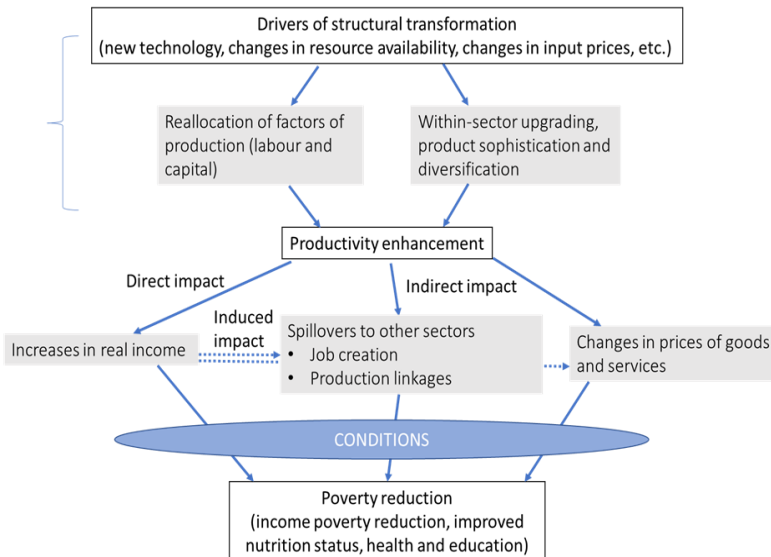 Drivers of structural transformation
(new technology, changes in resource availability, changes in input prices, etc.)
Reallocation of factors of
production (labour and
capital)
Within-sector upgrading,
product sophistication and
diversification
Productivity enhancement
Direct impact
Indirect impact
Induced
impact
Increases in real income
Spillovers to other sectors
• Job creation
• Production linkages
Changes in prices of goods
and services
CONDITIONS
Poverty reduction
(income poverty reduction, improved
nutrition status, health and education)